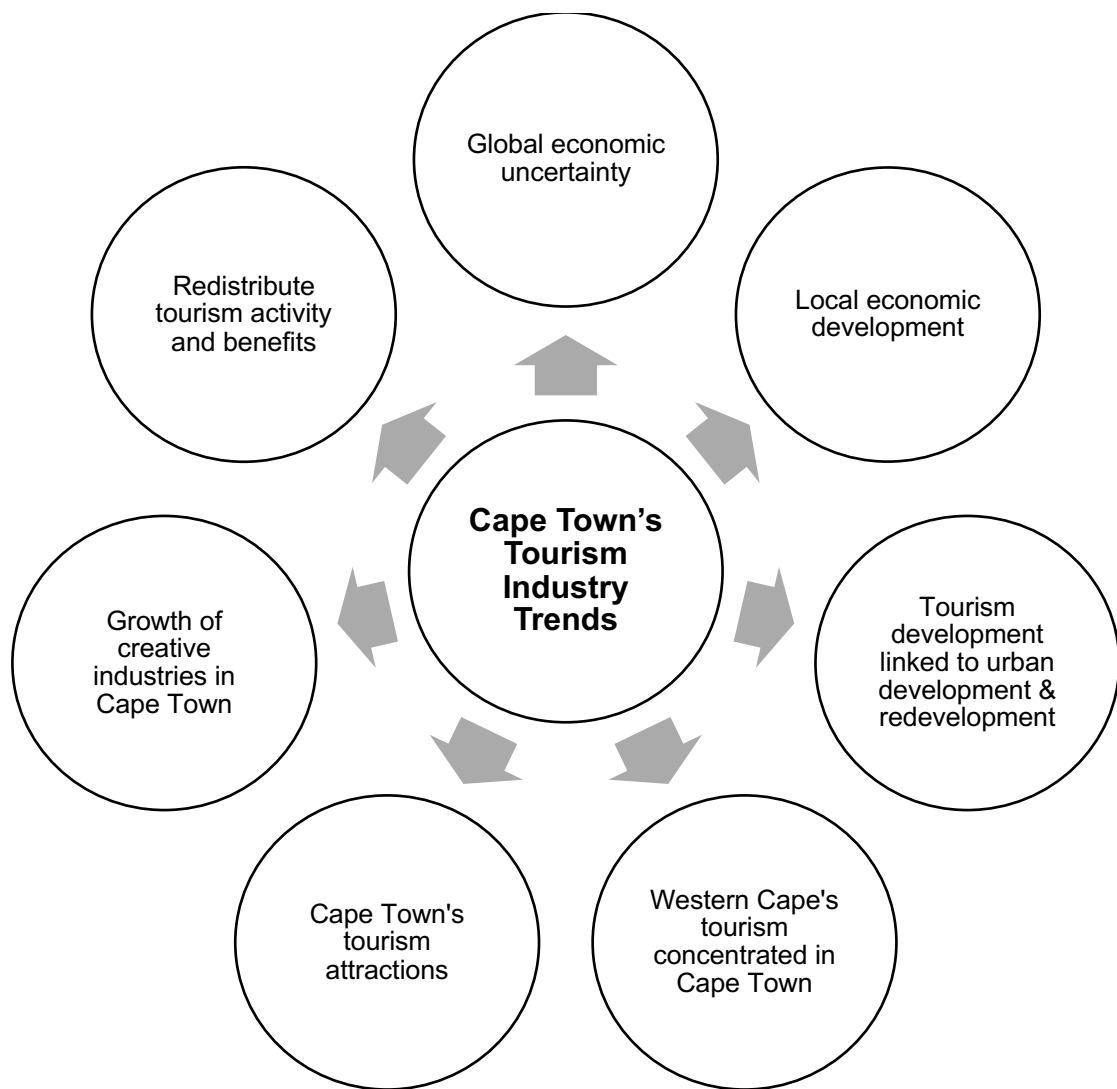 Global economic
uncertainty
Local economic
development
Tourism
development
linked to urban
development &
redevelopment
Western Cape's
tourism
concentrated in
Cape Town
Cape Town's
tourism
attractions
Growth of
creative
industries in
Cape Town
Redistribute
tourism activity
and benefits
Cape Town’s
Tourism
Industry
Trends